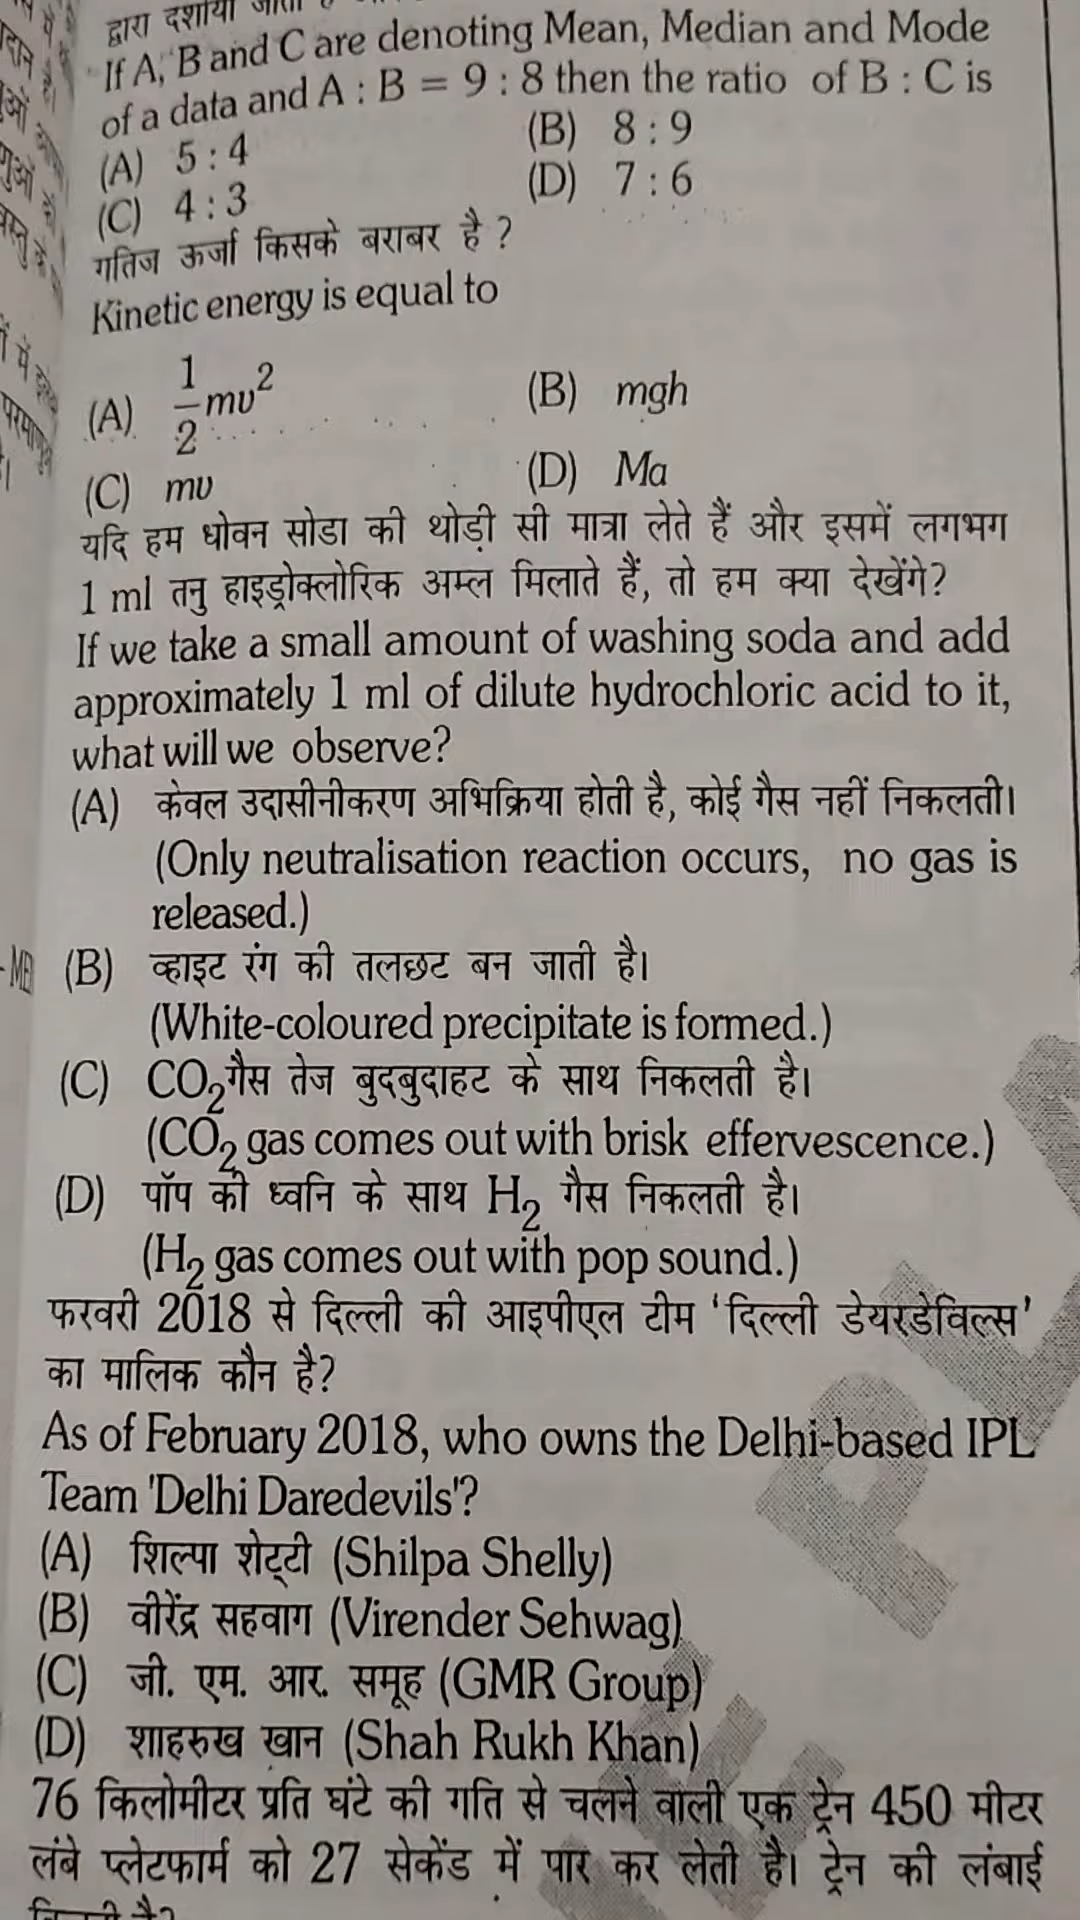 द्वारा दर्शाया जाता
If A, B and C are denoting Mean, Median and Mode
of a data and A : B = 9 : 8 then the ratio of B : C is
(A) 5 : 4 (B) 8 : 9
(C) 4 : 3 (D) 7 : 6
गतिज ऊर्जा किसके बराबर है ?
Kinetic energy is equal to
(A) 1/2 mv² (B) mgh
(C) mv (D) Ma
यदि हम धोवन सोडा की थोड़ी सी मात्रा लेते हैं और इसमें लगभग
1 ml तनु हाइड्रोक्लोरिक अम्ल मिलाते हैं, तो हम क्या देखेंगे?
If we take a small amount of washing soda and add
approximately 1 ml of dilute hydrochloric acid to it,
what will we observe?
(A) केवल उदासीनीकरण अभिक्रिया होती है, कोई गैस नहीं निकलती।
(Only neutralisation reaction occurs, no gas is
released.)
(B) व्हाइट रंग की तलछट बन जाती है।
(White-coloured precipitate is formed.)
(C) CO₂गैस तेज बुदबुदाहट के साथ निकलती है।
(CO₂ gas comes out with brisk effervescence.)
(D) पॉप की ध्वनि के साथ H₂ गैस निकलती है।
(H₂ gas comes out with pop sound.)
फरवरी 2018 से दिल्ली की आइपीएल टीम 'दिल्ली डेयरडेविल्स'
का मालिक कौन है?
As of February 2018, who owns the Delhi-based IPL
Team 'Delhi Daredevils'?
(A) शिल्पा शेट्टी (Shilpa Shelly)
(B) वीरेंद्र सहवाग (Virender Sehwag)
(C) जी. एम. आर. समूह (GMR Group)
(D) शाहरुख खान (Shah Rukh Khan)
76 किलोमीटर प्रति घंटे की गति से चलने वाली एक ट्रेन 450 मीटर
लंबे प्लेटफार्म को 27 सेकेंड में पार कर लेती है। ट्रेन की लंबाई